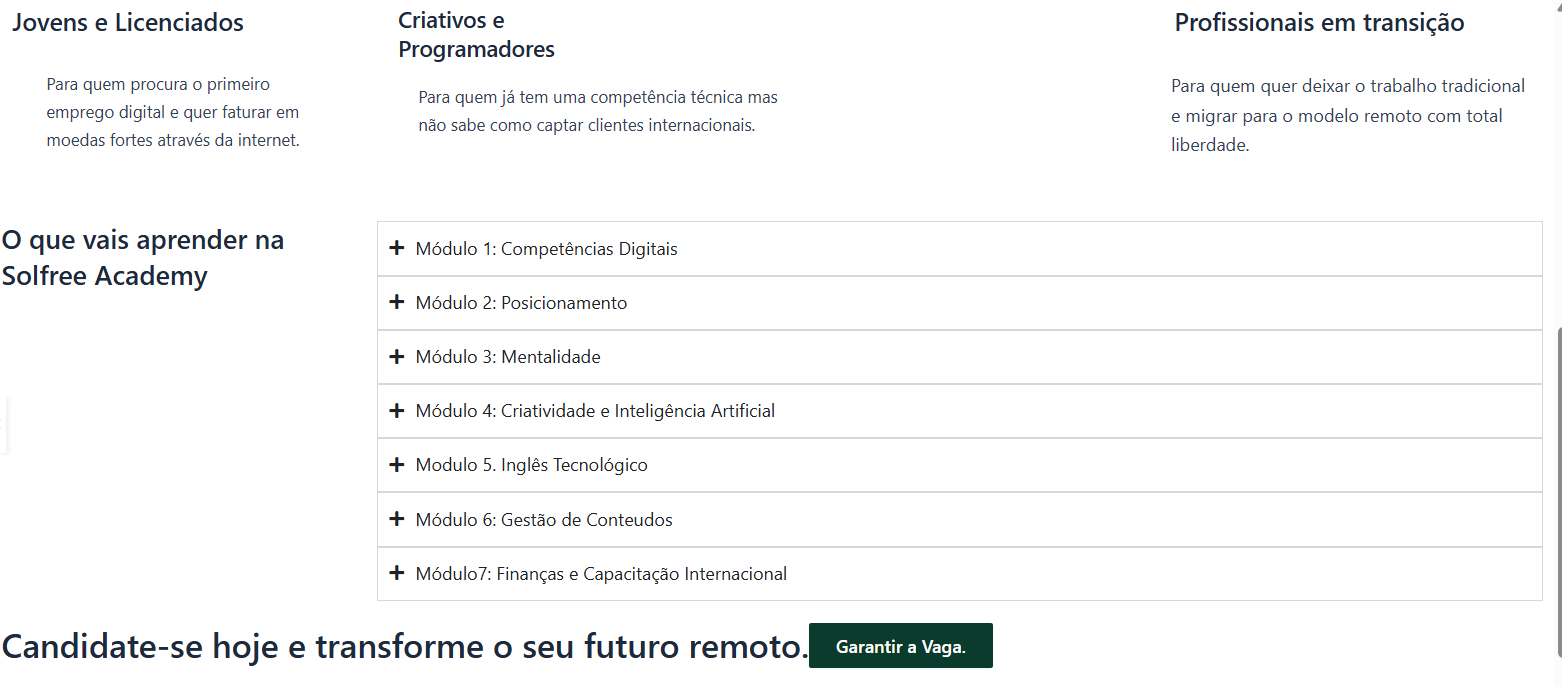 Jovens e Licenciados
Para quem procura o primeiro
emprego digital e quer faturar em
moedas fortes através da internet.
Criativos e
Programadores
Para quem já tem uma competência técnica mas
não sabe como captar clientes internacionais.
Profissionais em transição
Para quem quer deixar o trabalho tradicional
e migrar para o modelo remoto com total
liberdade.
O que vais aprender na
Solfree Academy
Módulo 1: Competências Digitais
Módulo 2: Posicionamento
Módulo 3: Mentalidade
Módulo 4: Criatividade e Inteligência Artificial
Modulo 5. Inglês Tecnológico
Módulo 6: Gestão de Conteudos
Módulo7: Finanças e Capacitação Internacional
Candidate-se hoje e transforme o seu futuro remoto.
Garantir a Vaga.